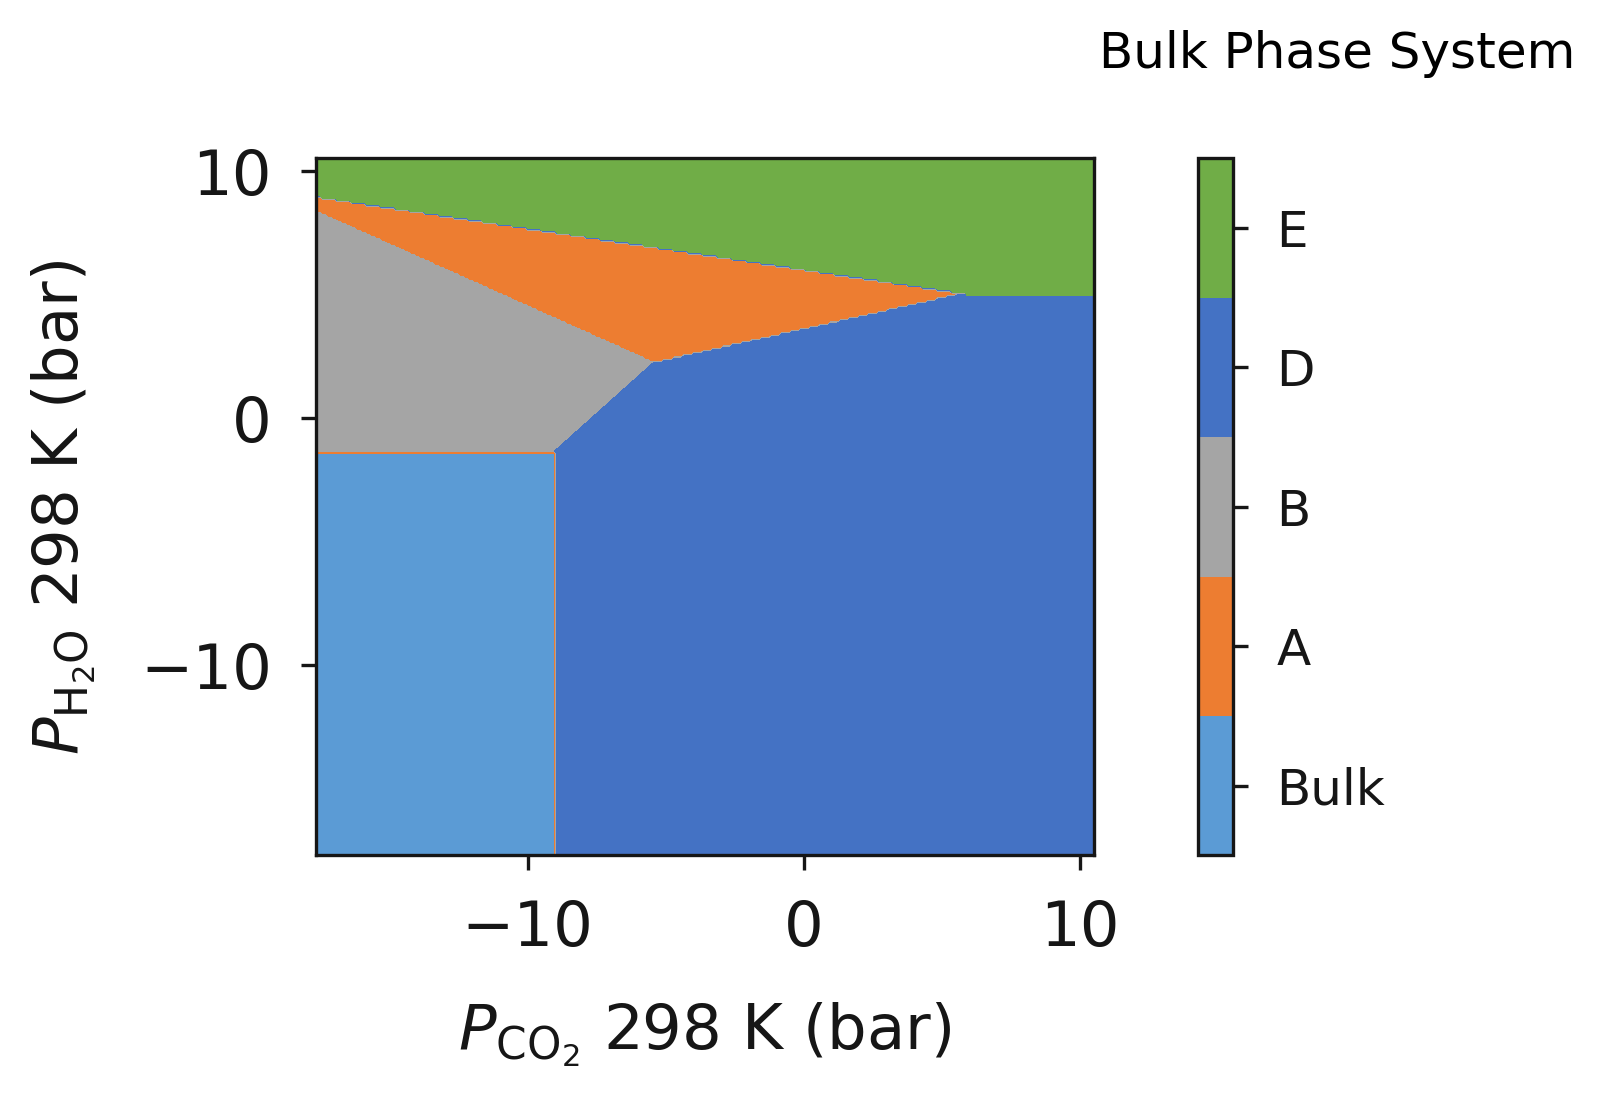 Bulk Phase System
10
0
−10
P_H₂O 298 K (bar)
−10 0 10
P_CO₂ 298 K (bar)
E
D
B
A
Bulk